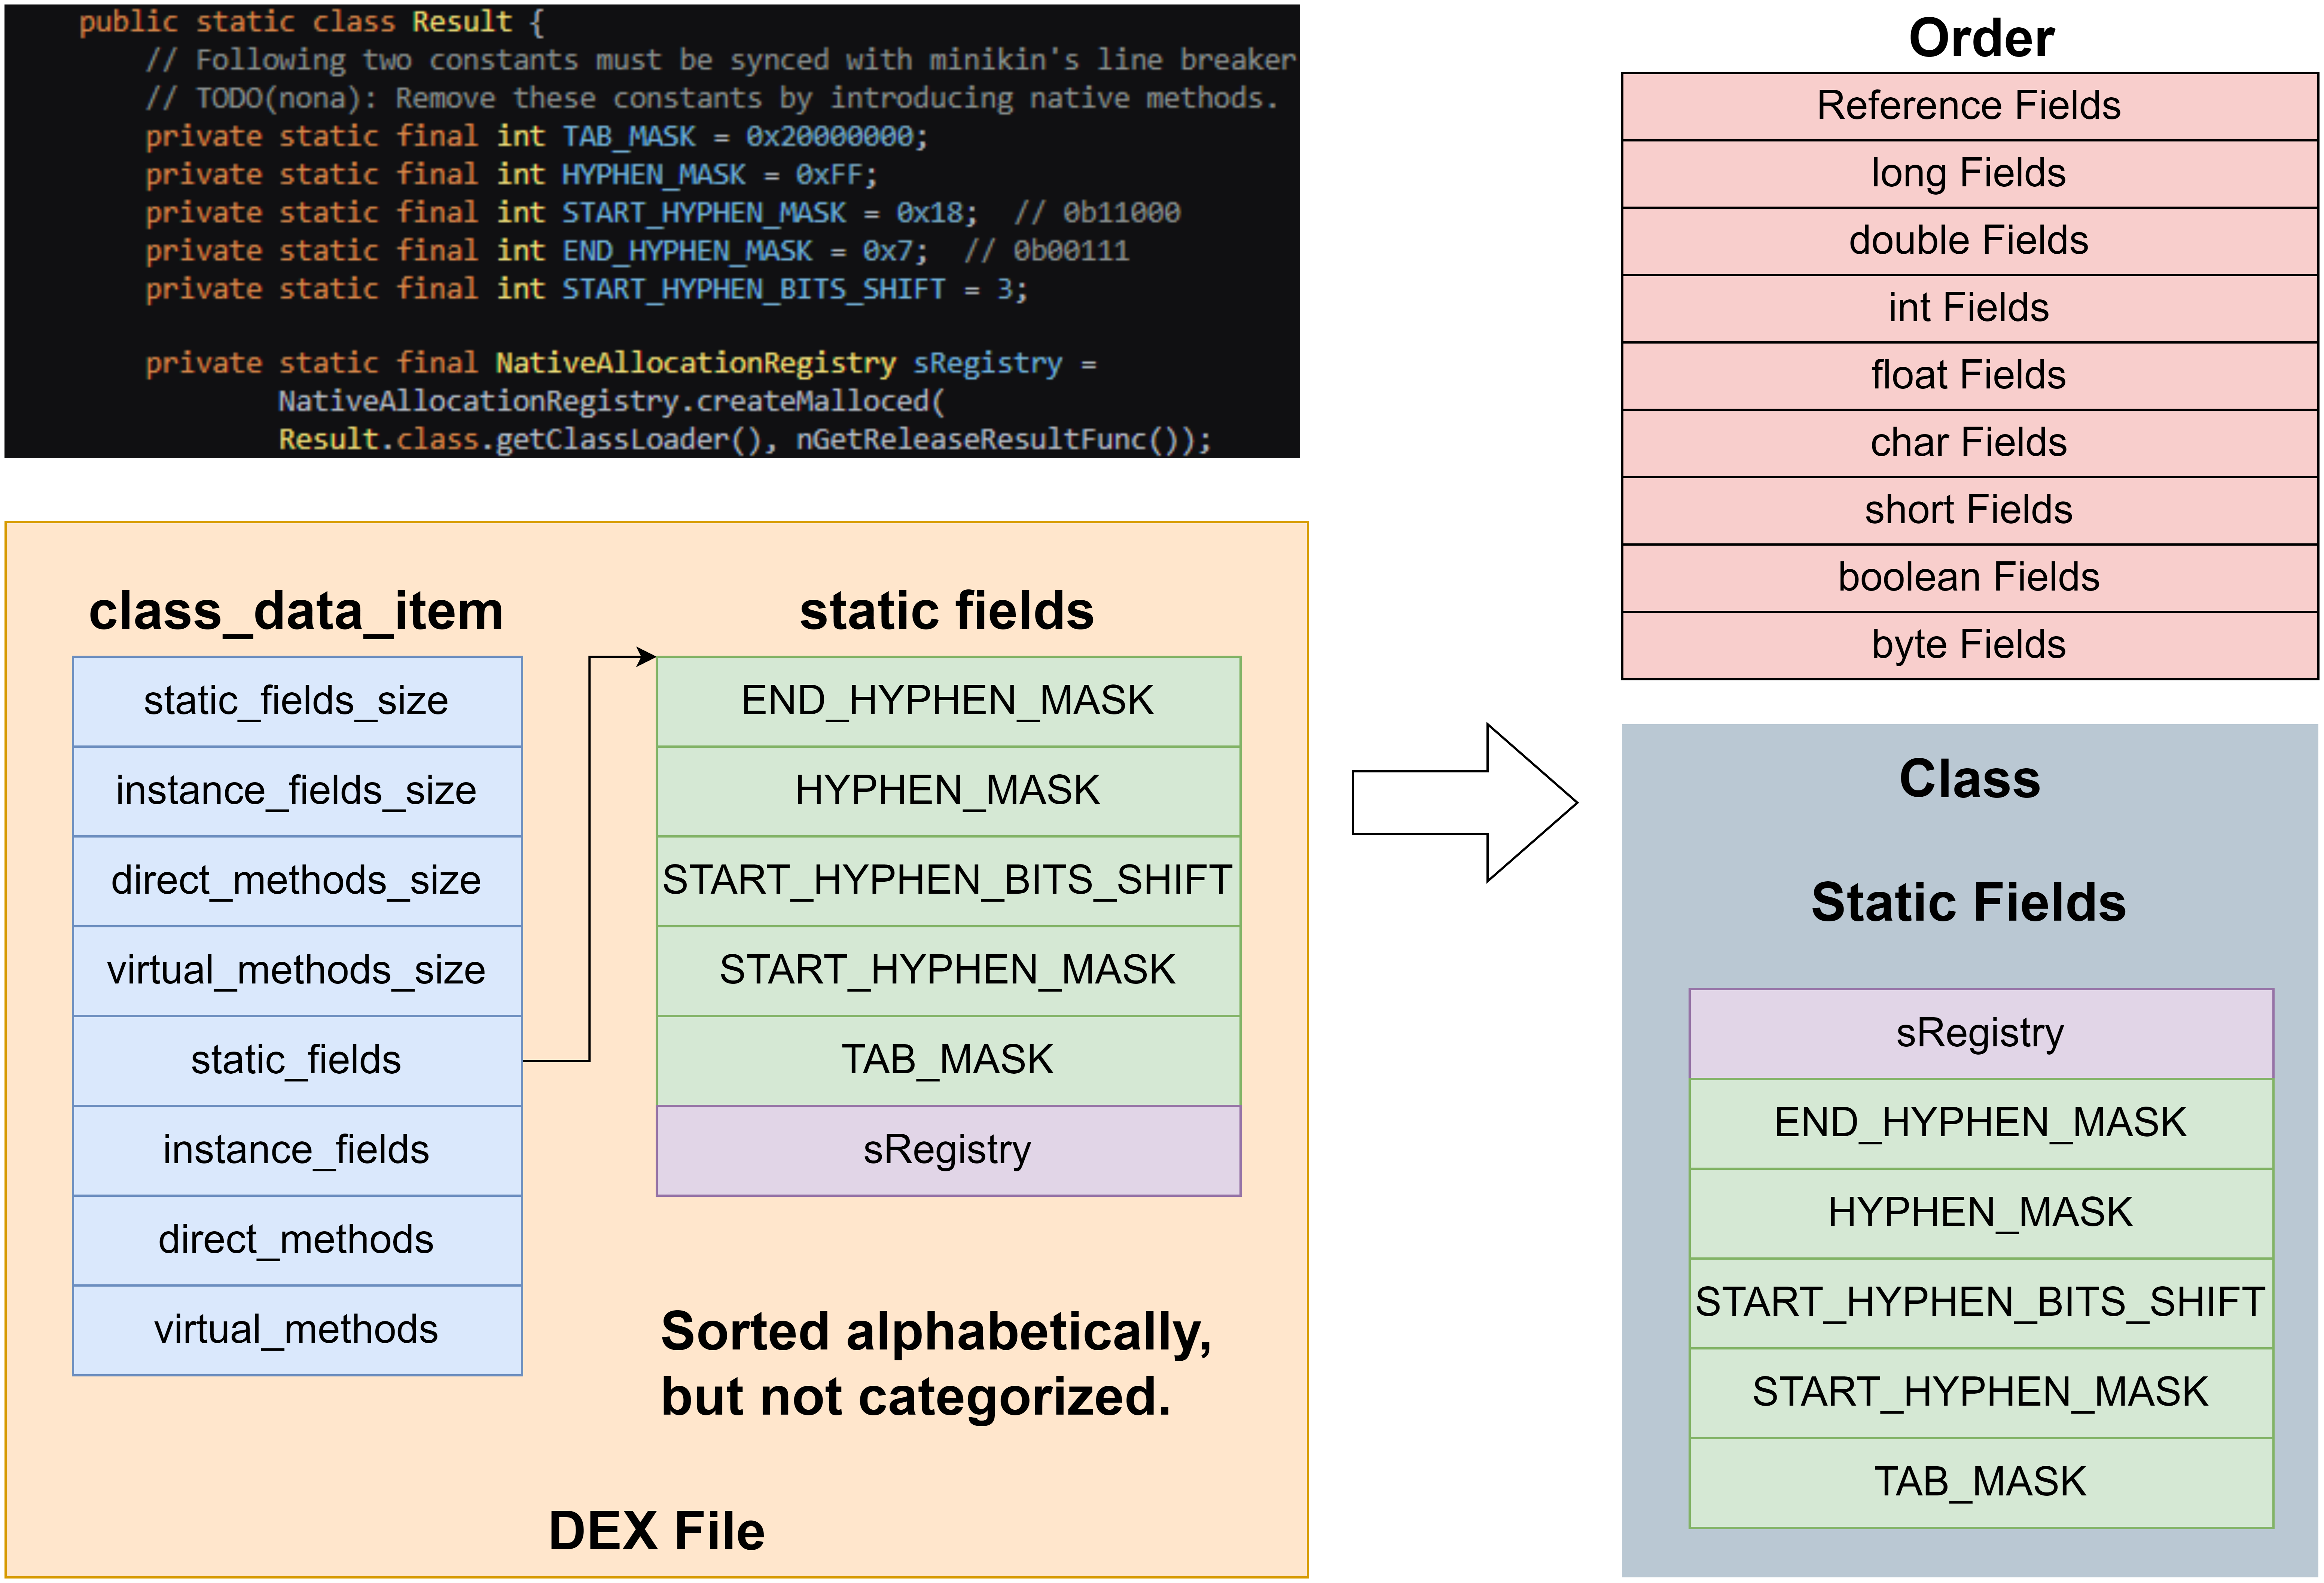 public static class Result {
// Following two constants must be synced with minikin's line breaker
// TODO(nona): Remove these constants by introducing native methods.
private static final int TAB_MASK = 0x20000000;
private static final int HYPHEN_MASK = 0xFF;
private static final int START_HYPHEN_MASK = 0x18;  // 0b11000
private static final int END_HYPHEN_MASK = 0x7;  // 0b00111
private static final int START_HYPHEN_BITS_SHIFT = 3;
private static final NativeAllocationRegistry sRegistry =
NativeAllocationRegistry.createMalloced(
Result.class.getClassLoader(), nGetReleaseResultFunc());
class_data_item
static_fields_size
instance_fields_size
direct_methods_size
virtual_methods_size
static_fields
instance_fields
direct_methods
virtual_methods
static fields
END_HYPHEN_MASK
HYPHEN_MASK
START_HYPHEN_BITS_SHIFT
START_HYPHEN_MASK
TAB_MASK
sRegistry
Sorted alphabetically,
but not categorized.
DEX File
Order
Reference Fields
long Fields
double Fields
int Fields
float Fields
char Fields
short Fields
boolean Fields
byte Fields
Class
Static Fields
sRegistry
END_HYPHEN_MASK
HYPHEN_MASK
START_HYPHEN_BITS_SHIFT
START_HYPHEN_MASK
TAB_MASK